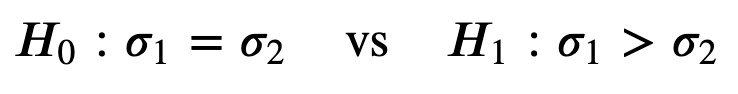 H₀ : σ₁ = σ₂ vs H₁ : σ₁ > σ₂